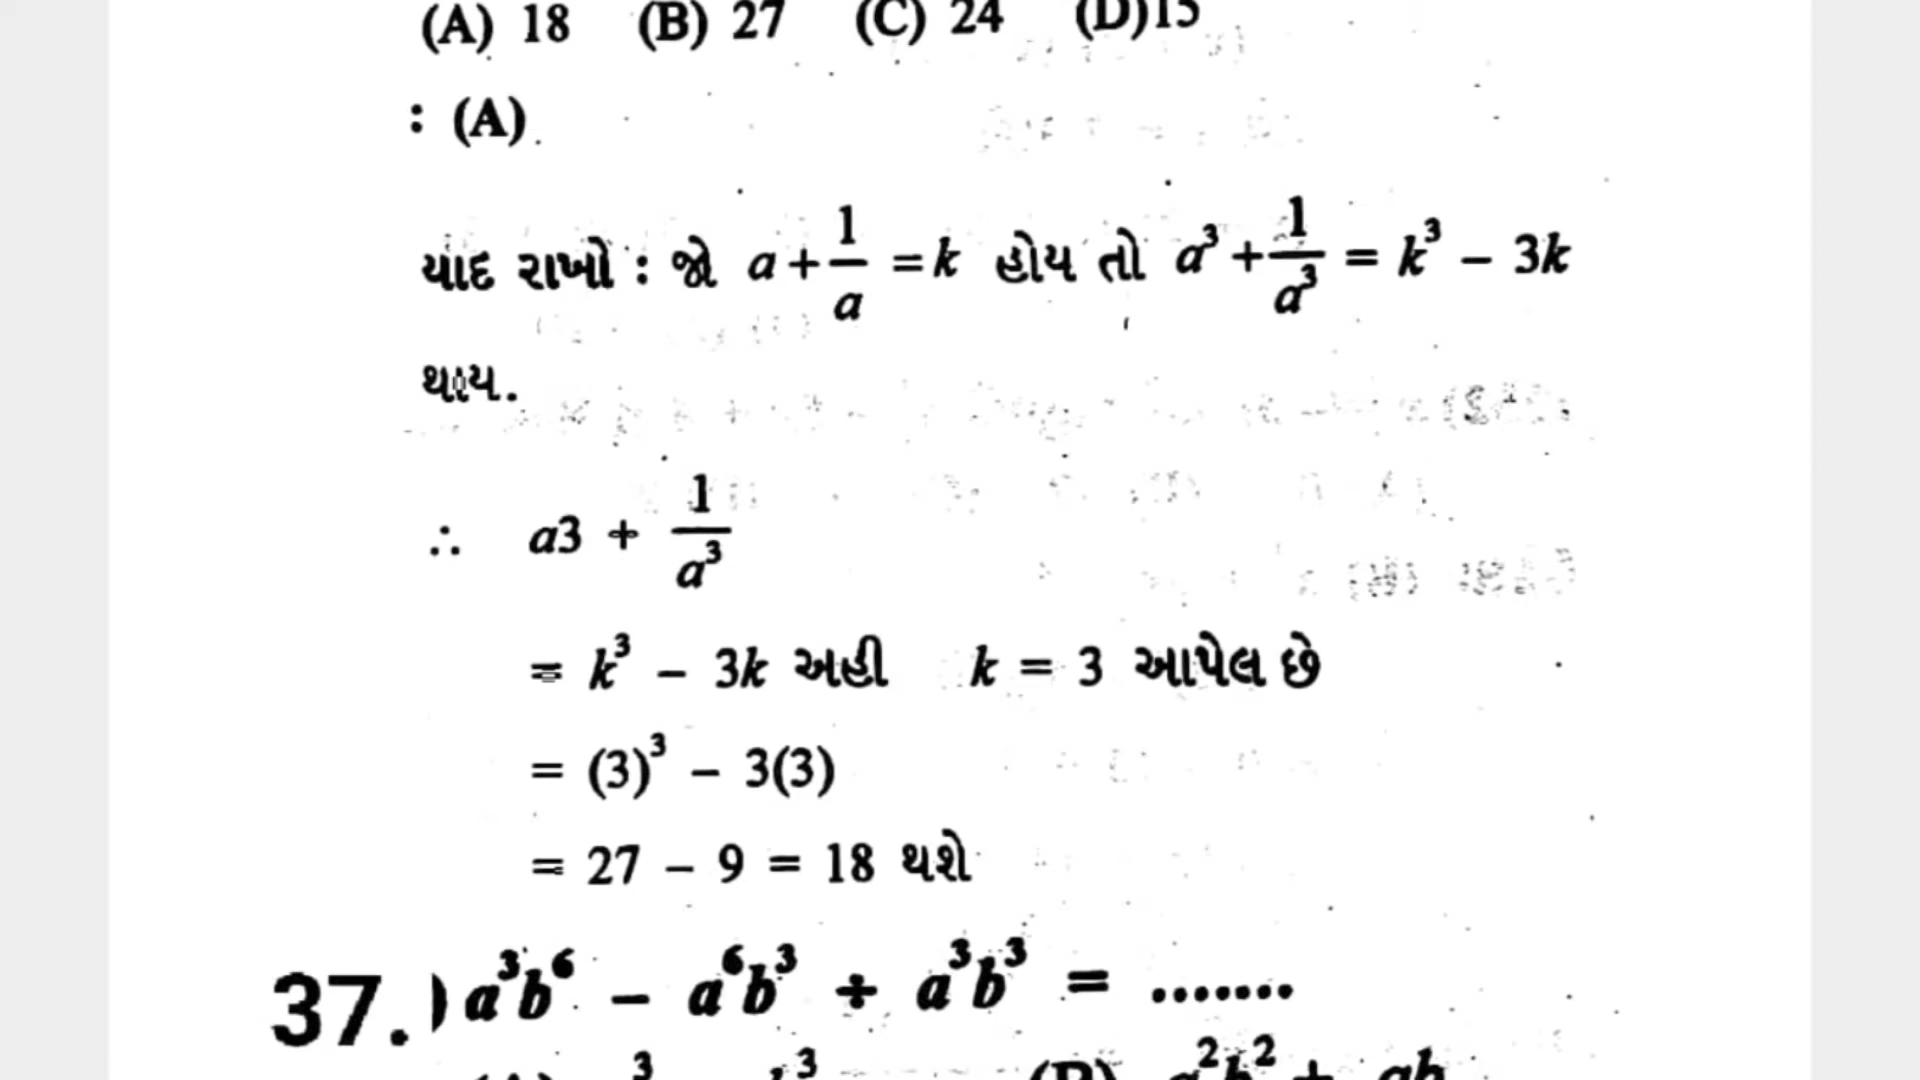 (A) 18 (B) 27 (C) 24 (D)15
: (A)
યાદ રાખો : જો a + 1/a = k હોય તો a³ + 1/a³ = k³ – 3k
થાય.
∴ a3 + 1/a³
= k³ – 3k અહી k = 3 આપેલ છે
= (3)³ – 3(3)
= 27 – 9 = 18 થશે
37.) a³b⁶ – a⁶b³ ÷ a³b³ = .......